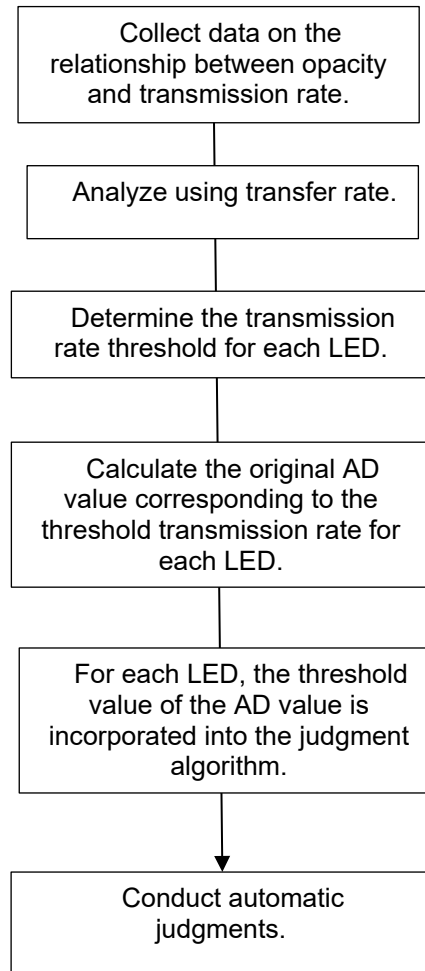 Collect data on the
relationship between opacity
and transmission rate.
Analyze using transfer rate.
Determine the transmission
rate threshold for each LED.
Calculate the original AD
value corresponding to the
threshold transmission rate for
each LED.
For each LED, the threshold
value of the AD value is
incorporated into the judgment
algorithm.
Conduct automatic
judgments.